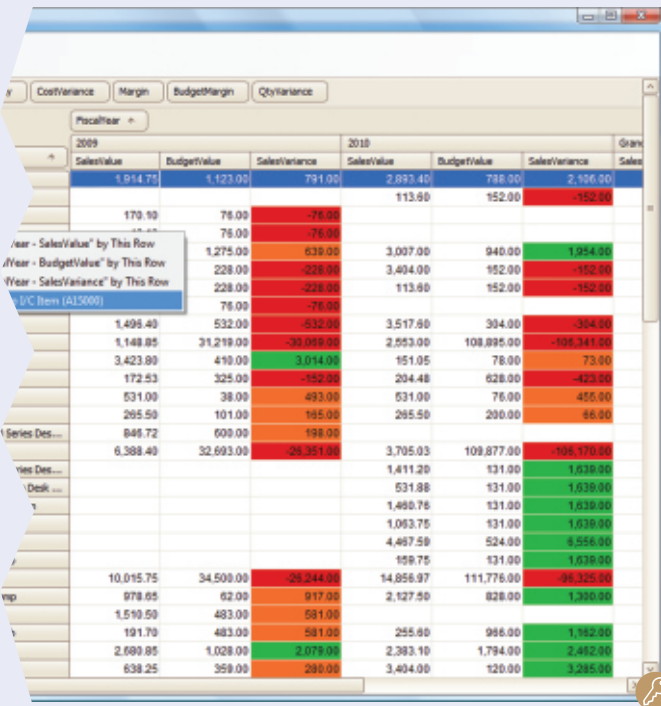 y CostVariance Margin BudgetMargin QtyVariance
FiscalYear
2009 2010 Gran
SalesValue BudgetValue SalesVariance SalesValue BudgetValue SalesVariance Sales
1,914.75 1,123.00 791.00 2,893.40 788.00 2,106.00
113.60 152.00 -152.00
170.10 76.00 -76.00
76.00 -76.00
Year - SalesValue" by This Row
1,275.00 639.00 3,007.00 940.00 1,954.00
lYear - BudgetValue" by This Row
228.00 -228.00 3,404.00 152.00 -152.00
lYear - SalesVariance" by This Row
228.00 -228.00 113.60 152.00 -152.00
o I/C Item (A15000)
76.00 -76.00
1,496.40 532.00 -532.00 3,517.60 304.00 -304.00
1,148.85 31,219.00 -30,069.00 2,553.00 108,895.00 -106,341.00
3,423.80 410.00 3,014.00 151.05 78.00 73.00
172.53 325.00 -152.00 204.48 628.00 -423.00
531.00 38.00 493.00 531.00 76.00 455.00
265.50 101.00 165.00 265.50 200.00 66.00
Series Des...
846.72 600.00 198.00
6,388.40 32,693.00 -26,351.00 3,705.03 109,877.00 -106,170.00
ries Des... 1,411.20 131.00 1,639.00
Desk ... 531.88 131.00 1,639.00
1,460.76 131.00 1,639.00
1,063.75 131.00 1,639.00
4,467.59 524.00 6,556.00
159.75 131.00 1,639.00
10,015.75 34,500.00 -26,244.00 14,856.97 111,776.00 -96,325.00
mp 978.65 62.00 917.00 2,127.50 828.00 1,300.00
1,510.50 483.00 581.00
191.70 483.00 581.00 255.60 966.00 1,162.00
2,680.85 1,028.00 2,079.00 2,383.10 1,794.00 2,462.00
638.25 359.00 280.00 3,404.00 120.00 3,285.00